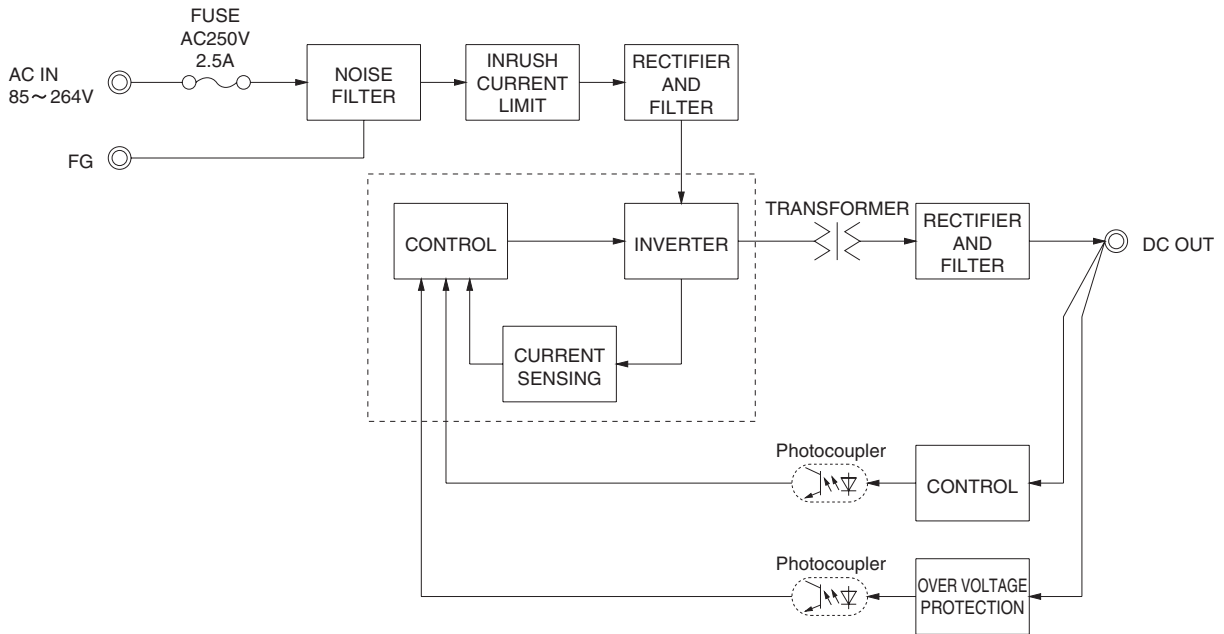 FUSE
AC250V
2.5A
AC IN
85～264V
FG
NOISE
FILTER
INRUSH
CURRENT
LIMIT
RECTIFIER
AND
FILTER
CONTROL
INVERTER
TRANSFORMER
RECTIFIER
AND
FILTER
DC OUT
CURRENT
SENSING
Photocoupler
CONTROL
Photocoupler
OVER VOLTAGE
PROTECTION